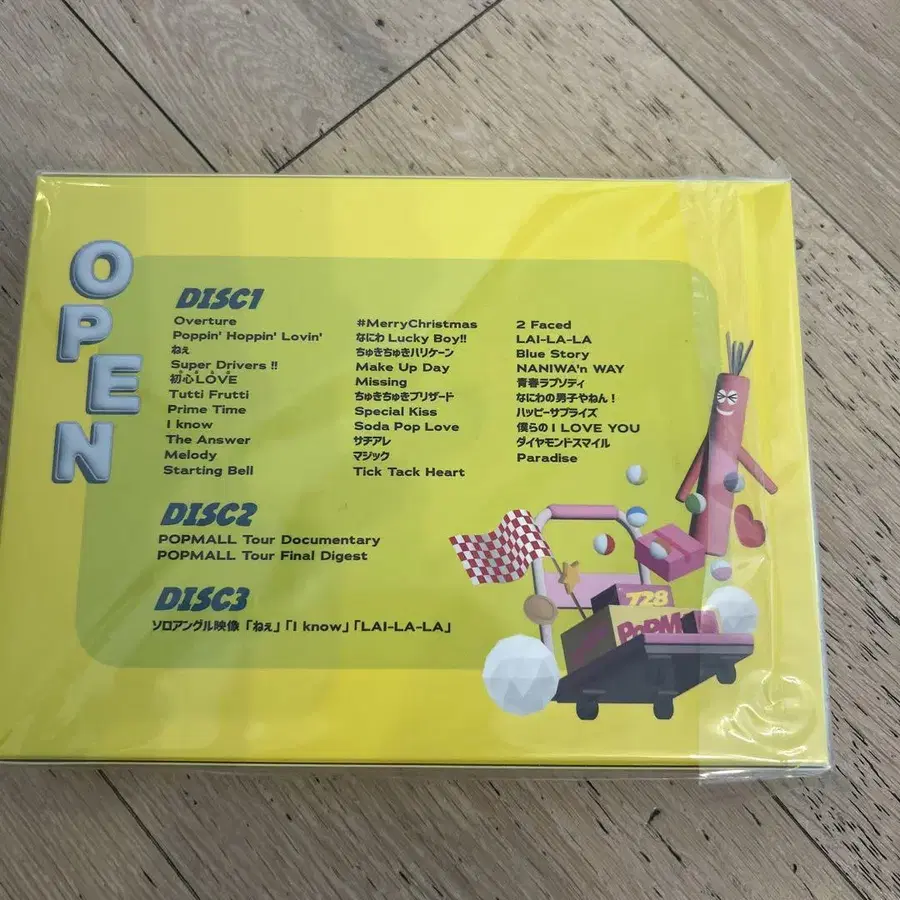 OPEN
DISC1
Overture
Poppin' Hoppin' Lovin'
ねぇ
Super Drivers !!
初心LOVE
Tutti Frutti
Prime Time
I know
The Answer
Melody
Starting Bell
#MerryChristmas
なにわ Lucky Boy!!
ちゅきちゅきハリケーン
Make Up Day
Missing
ちゅきちゅきブリザード
Special Kiss
Soda Pop Love
サチアレ
マジック
Tick Tack Heart
2 Faced
LAI-LA-LA
Blue Story
NANIWA'n WAY
青春ラプソディ
なにわの男子やねん！
ハッピーサプライズ
僕らの I LOVE YOU
ダイヤモンドスマイル
Paradise
DISC2
POPMALL Tour Documentary
POPMALL Tour Final Digest
DISC3
ソロアングル映像「ねぇ」「I know」「LAI-LA-LA」
728